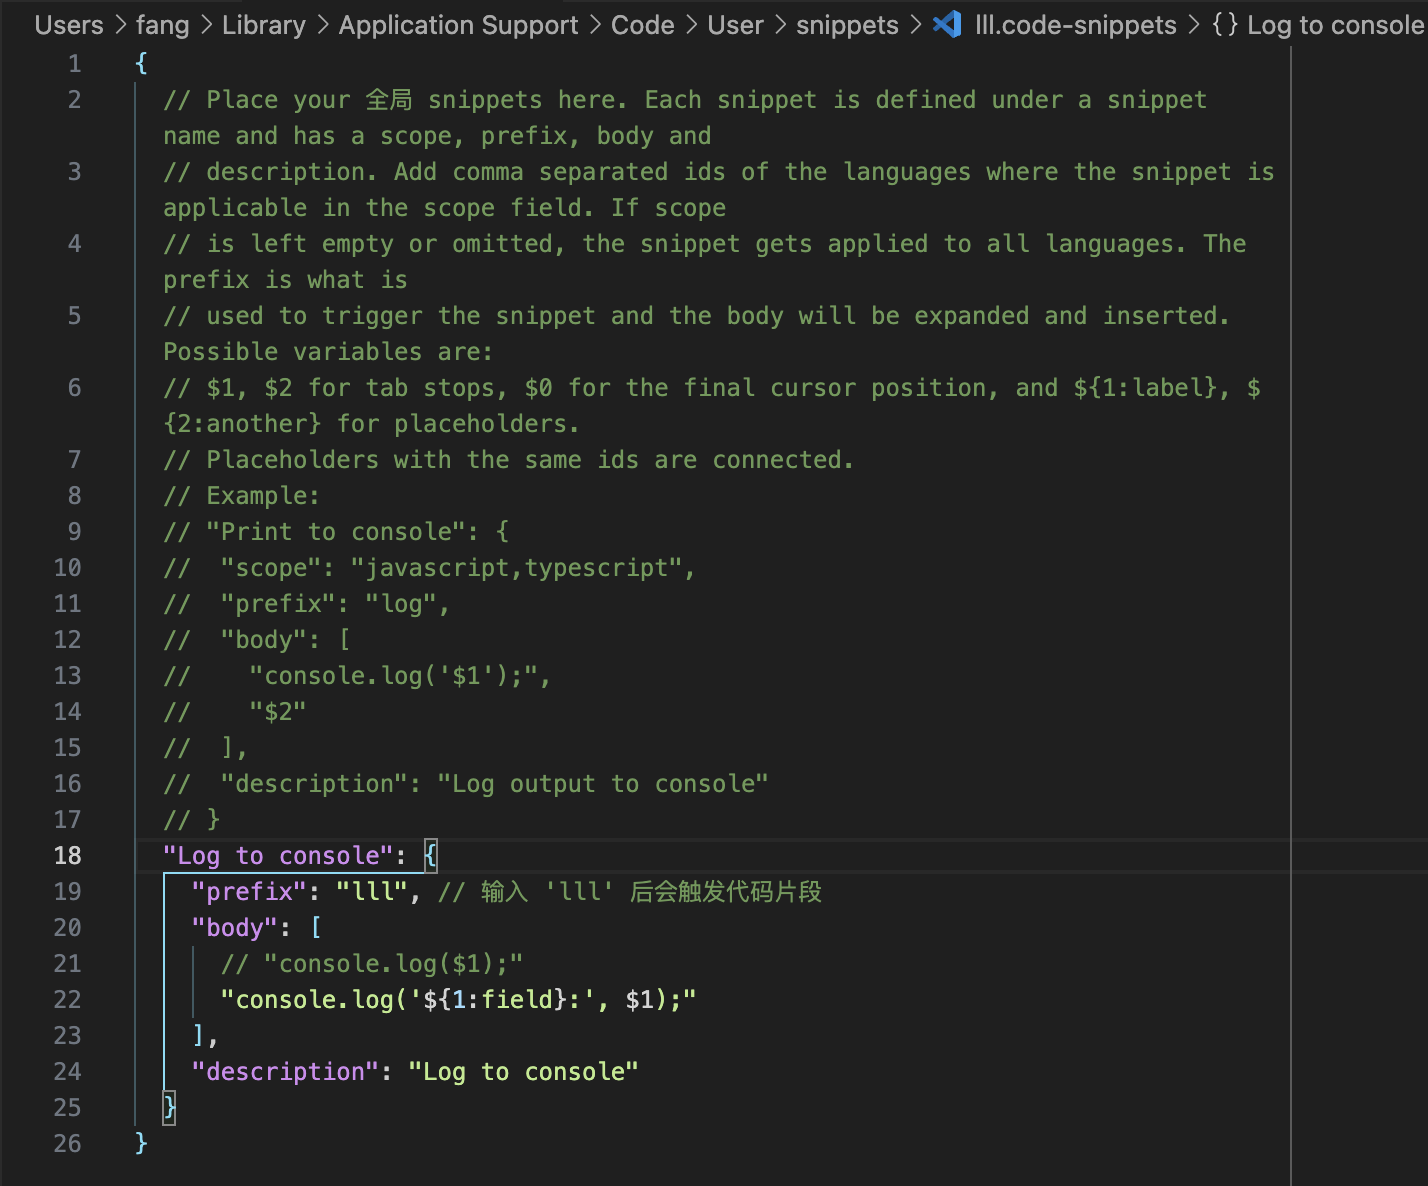 Users > fang > Library > Application Support > Code > User > snippets > lll.code-snippets > {} Log to console
1 {
2 // Place your 全局 snippets here. Each snippet is defined under a snippet
name and has a scope, prefix, body and
3 // description. Add comma separated ids of the languages where the snippet is
applicable in the scope field. If scope
4 // is left empty or omitted, the snippet gets applied to all languages. The
prefix is what is
5 // used to trigger the snippet and the body will be expanded and inserted.
Possible variables are:
6 // $1, $2 for tab stops, $0 for the final cursor position, and ${1:label}, $
{2:another} for placeholders.
7 // Placeholders with the same ids are connected.
8 // Example:
9 // "Print to console": {
10 //  "scope": "javascript,typescript",
11 //  "prefix": "log",
12 //  "body": [
13 //    "console.log('$1');",
14 //    "$2"
15 //  ],
16 //  "description": "Log output to console"
17 // }
18 "Log to console": {
19 "prefix": "lll", // 输入 'lll' 后会触发代码片段
20 "body": [
21 // "console.log($1);"
22 "console.log('${1:field}:', $1);"
23 ],
24 "description": "Log to console"
25 }
26 }